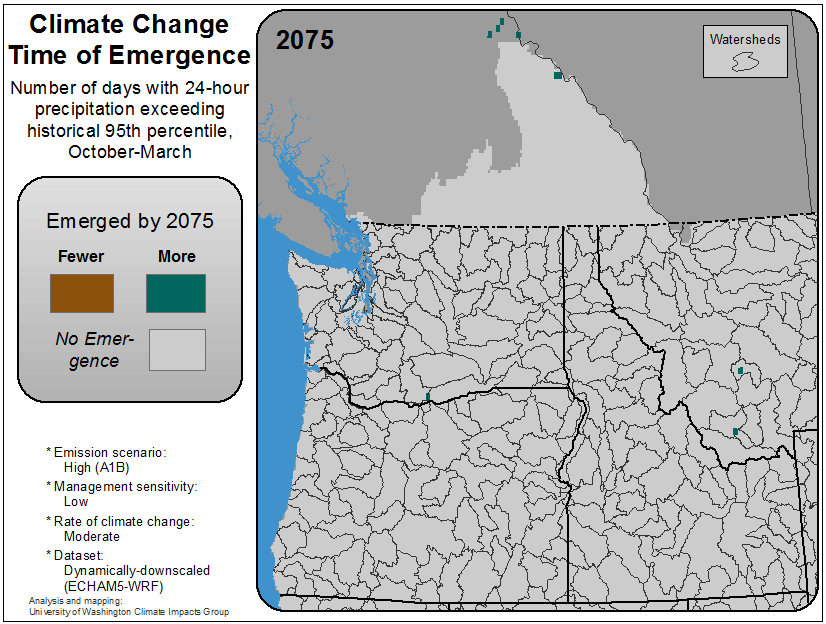 Climate Change
Time of Emergence
Number of days with 24-hour
precipitation exceeding
historical 95th percentile,
October-March
Emerged by 2075
Fewer
More
No Emer-
gence
* Emission scenario:
High (A1B)
* Management sensitivity:
Low
* Rate of climate change:
Moderate
* Dataset:
Dynamically-downscaled
(ECHAM5-WRF)
Analysis and mapping:
University of Washington Climate Impacts Group
2075
Watersheds